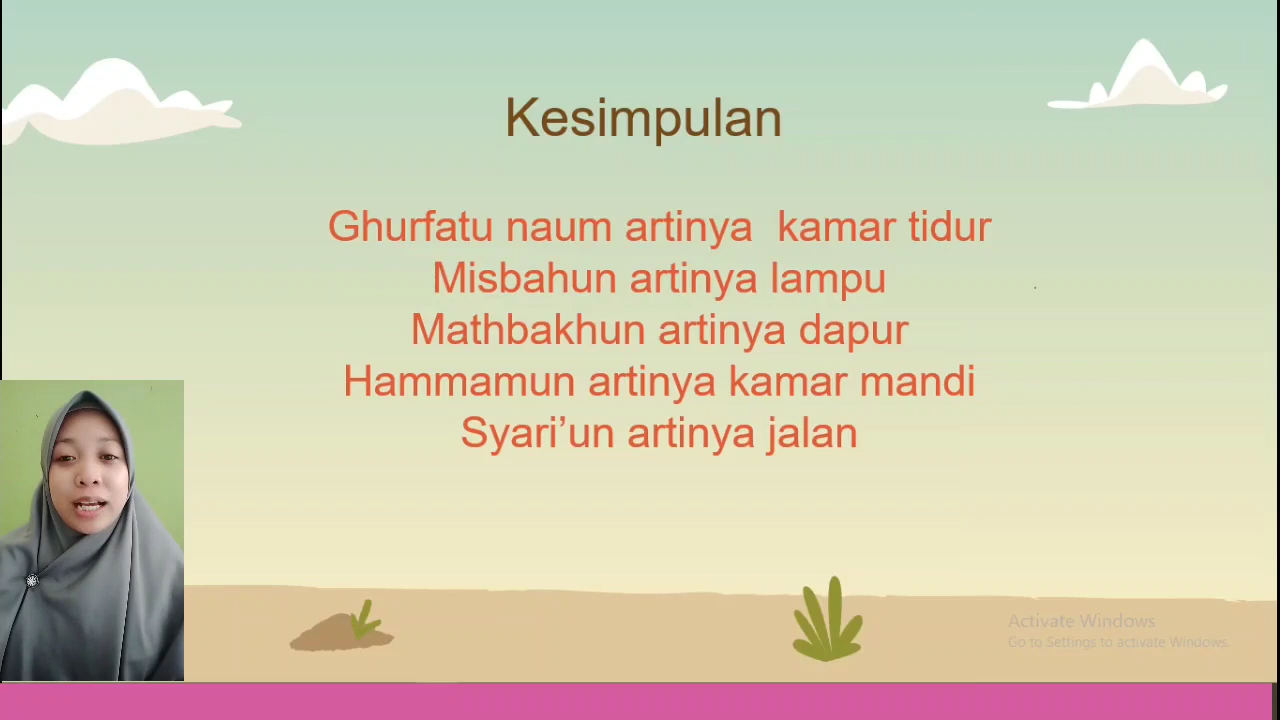 Kesimpulan
Ghurfatu naum artinya kamar tidur
Misbahun artinya lampu
Mathbakhun artinya dapur
Hammamun artinya kamar mandi
Syari’un artinya jalan
Activate Windows
Go to Settings to activate Windows.